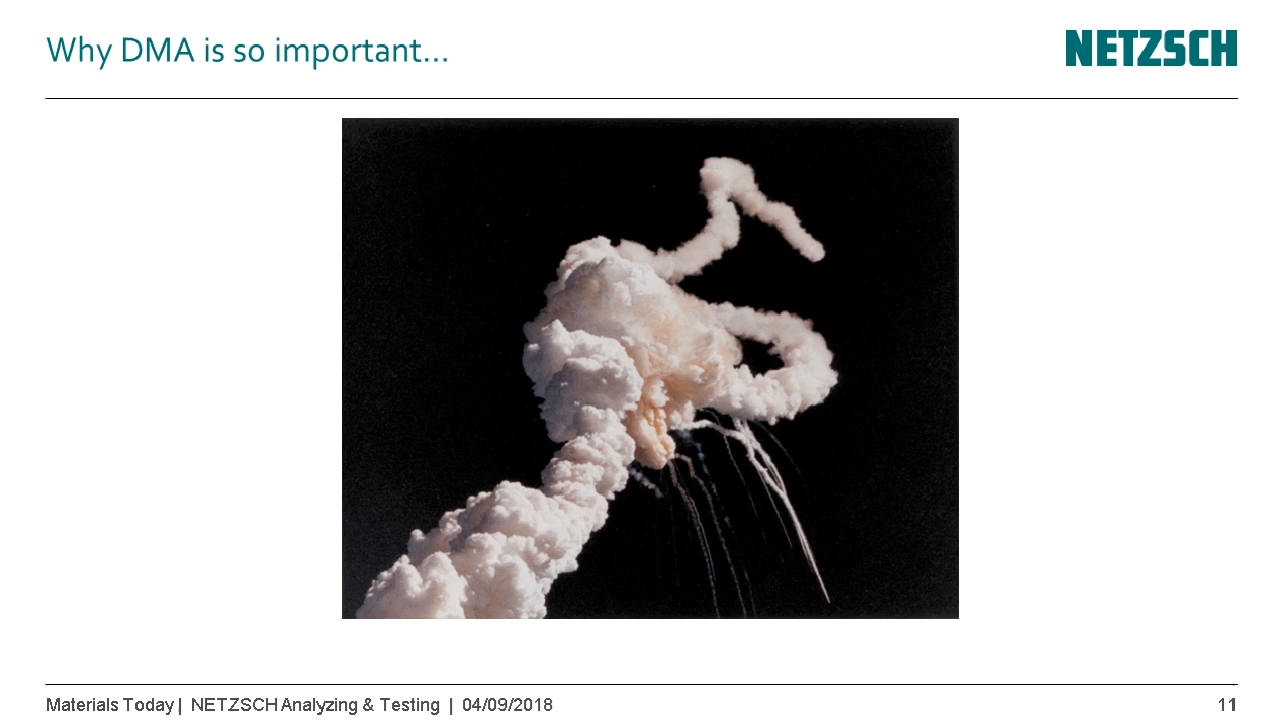 Why DMA is so important...
NETZSCH
Materials Today | NETZSCH Analyzing & Testing | 04/09/2018
11